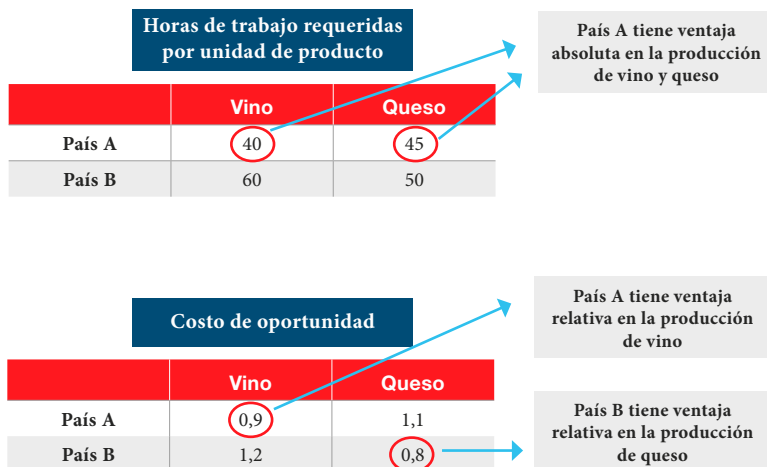 Horas de trabajo requeridas
por unidad de producto
País A tiene ventaja
absoluta en la producción
de vino y queso
Vino Queso
País A 40 45
País B 60 50
Costo de oportunidad
País A tiene ventaja
relativa en la producción
de vino
Vino Queso
País A 0,9 1,1
País B 1,2 0,8
País B tiene ventaja
relativa en la producción
de queso